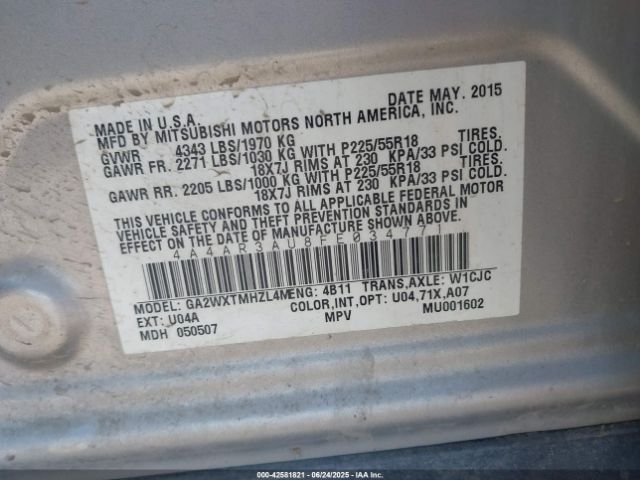 MADE IN U.S.A. DATE MAY. 2015
MFD BY MITSUBISHI MOTORS NORTH AMERICA, INC.
GVWR 4343 LBS/1970 KG
GAWR FR. 2271 LBS/1030 KG WITH P225/55R18 TIRES.
18X7J RIMS AT 230 KPA/33 PSI COLD.
GAWR RR. 2205 LBS/1000 KG WITH P225/55R18 TIRES.
18X7J RIMS AT 230 KPA/33 PSI COLD.
THIS VEHICLE CONFORMS TO ALL APPLICABLE FEDERAL MOTOR
VEHICLE SAFETY AND THEFT PREVENTION STANDARDS IN
EFFECT ON THE DATE OF MANUFACTURE SHOWN ABOVE.
4A4AR3AU8FE034771
MODEL: GA2WXTMHZL4M ENG: 4B11 TRANS,AXLE: W1CJC
EXT: U04A COLOR,INT,OPT: U04,71X,A07
MDH 050507 MPV MU001602
000-42581821 - 06/24/2025 - IAAI.CA